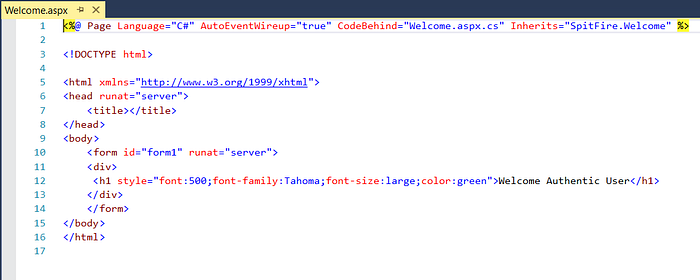 Welcome.aspx
1 <%@ Page Language="C#" AutoEventWireup="true" CodeBehind="Welcome.aspx.cs" Inherits="SpitFire.Welcome" %>
2
3 <!DOCTYPE html>
4
5 <html xmlns="http://www.w3.org/1999/xhtml">
6 <head runat="server">
7 <title></title>
8 </head>
9 <body>
10 <form id="form1" runat="server">
11 <div>
12 <h1 style="font:500;font-family:Tahoma;font-size:large;color:green">Welcome Authentic User</h1>
13 </div>
14 </form>
15 </body>
16 </html>
17